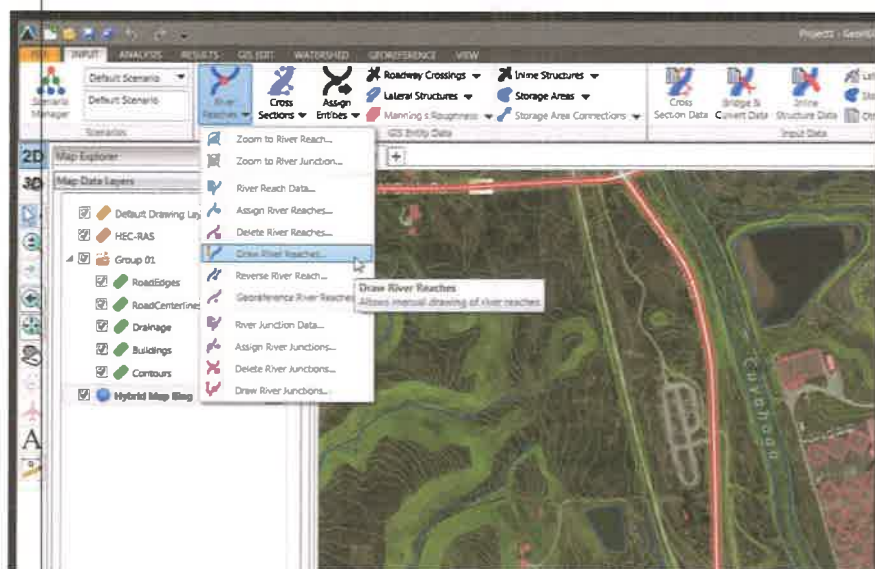 Project1 - GeoHE
FILE INPUT ANALYSIS RESULTS GIS EDIT WATERSHED GEOREFERENCE VIEW
Scenario Manager
Default Scenario
Default Scenario
Scenarios
River Reaches
Cross Sections
Assign Entities
Roadway Crossings
Lateral Structures
Manning's Roughness
Inline Structures
Storage Areas
Storage Area Connections
GIS Entity Data
Cross Section Data
Bridge & Culvert Data
Inline Structure Data
Input Data
2D
3D
A
Map Explorer
Map Data Layers
Default Drawing Lay
HEC-RAS
Group 01
RoadEdges
RoadCenterlines
Drainage
Buildings
Contours
Hybrid Map Bing
Zoom to River Reach...
Zoom to River Junction...
River Reach Data...
Assign River Reaches...
Delete River Reaches...
Draw River Reaches...
Reverse River Reach...
Georeference River Reaches
River Junction Data...
Assign River Junctions...
Delete River Junctions...
Draw River Junctions...
Draw River Reaches
Allows manual drawing of river reaches
Cuyahoga